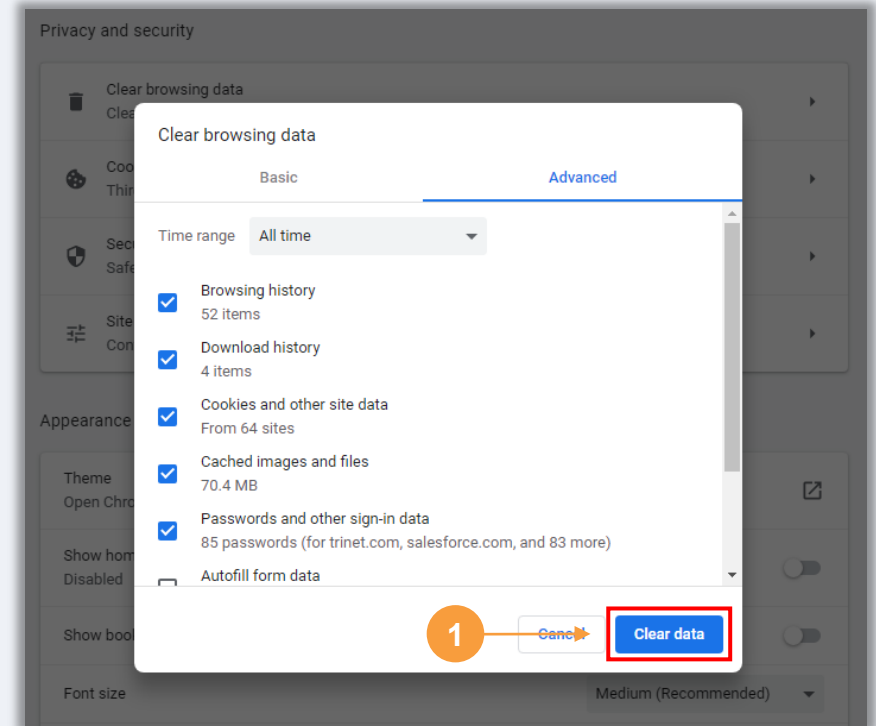 Privacy and security
Clear browsing data
Clea
Clear browsing data
Basic
Advanced
Coo
Thir
Time range
All time
Secu
Safe
Browsing history
52 items
Site
Con
Download history
4 items
Cookies and other site data
From 64 sites
Appearance
Cached images and files
70.4 MB
Theme
Open Chro
Passwords and other sign-in data
85 passwords (for trinet.com, salesforce.com, and 83 more)
Show hom
Disabled
Autofill form data
Show bool
1
Cancel
Clear data
Font size
Medium (Recommended)